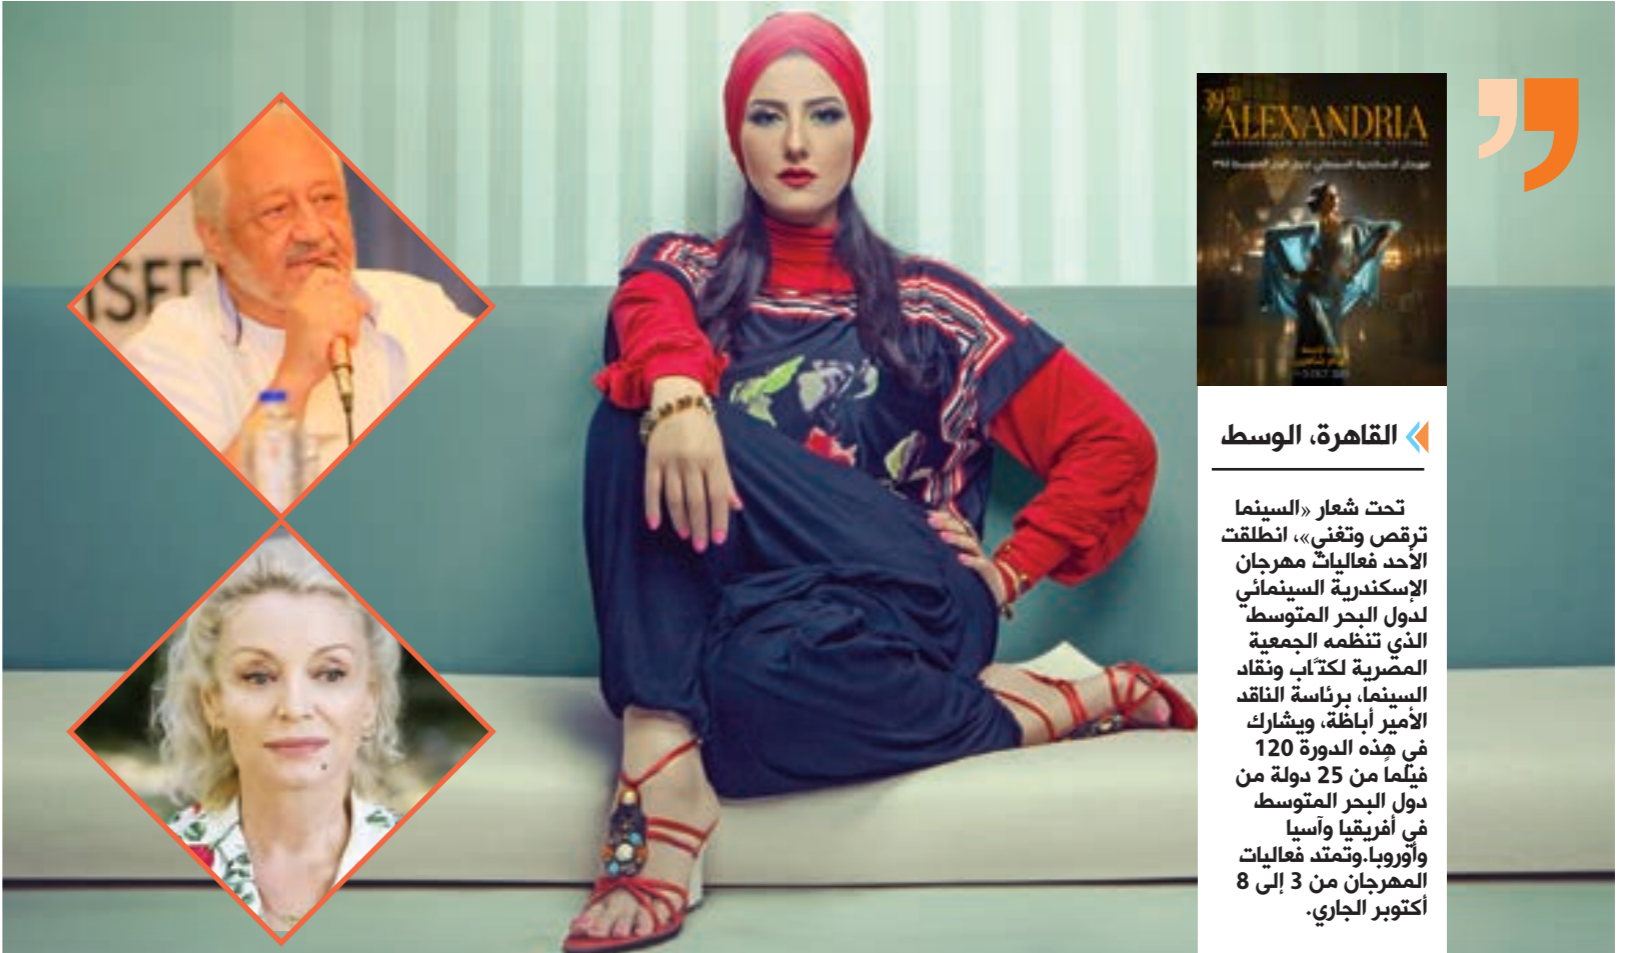 39
ALEXANDRIA
القاهرة، الوسط
تحت شعار «السينما
ترقص وتغني»، انطلقت
الأحد فعاليات مهرجان
الإسكندرية السينمائي
لدول البحر المتوسط
الذي تنظمه الجمعية
المصرية لكتّاب ونقاد
السينما، برئاسة الناقد
الأمير أباظة، ويشارك
في هذه الدورة 120
فيلماً من 25 دولة من
دول البحر المتوسط
في أفريقيا وآسيا
وأوروبا.وتمتد فعاليات
المهرجان من 3 إلى 8
أكتوبر الجاري.